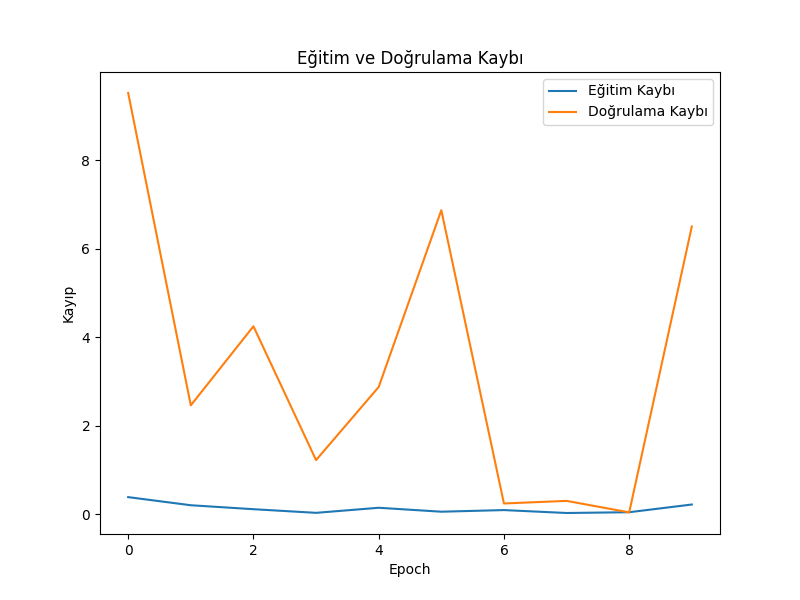 Eğitim ve Doğrulama Kaybı
Eğitim Kaybı
Doğrulama Kaybı
8
6
4
2
0
Kayıp
0 2 4 6 8
Epoch